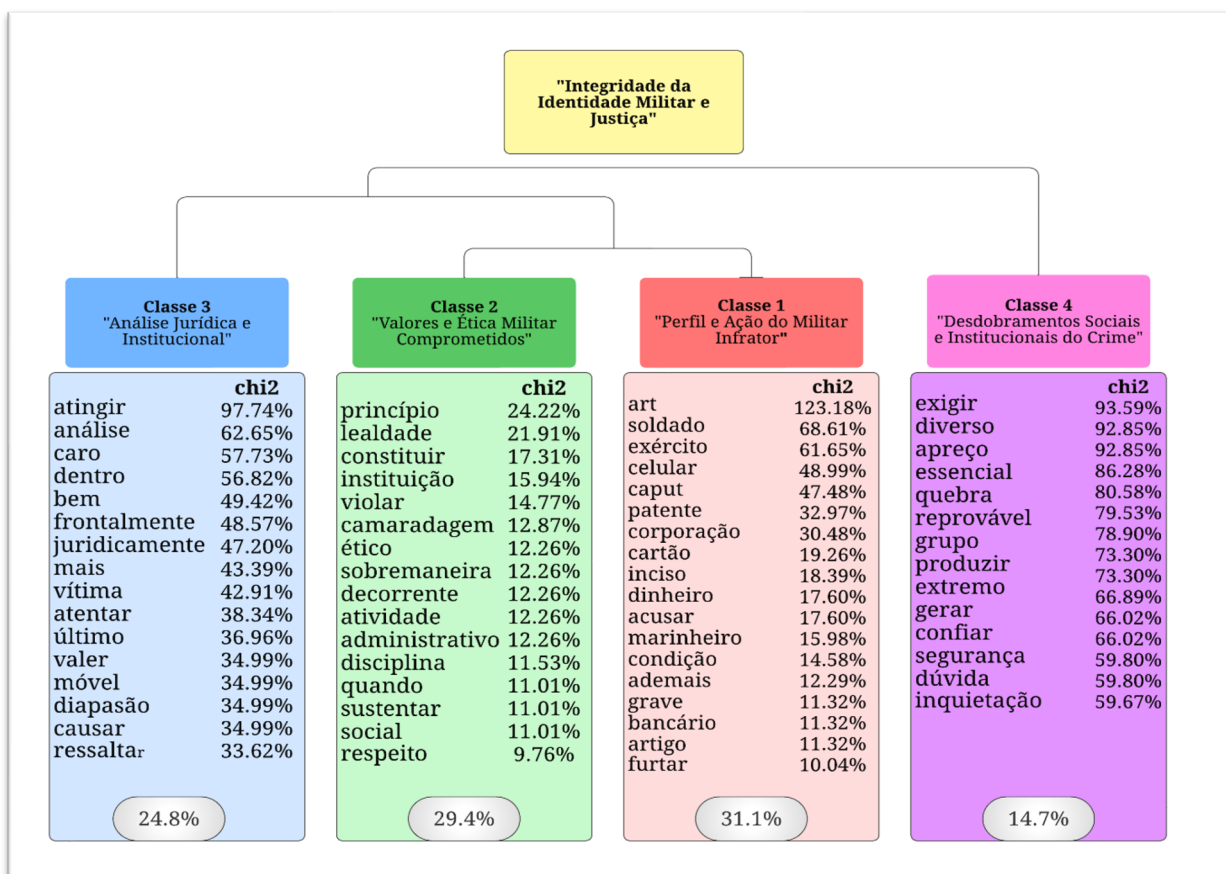 "Integridade da
Identidade Militar e
Justiça"
Classe 3
"Análise Jurídica e
Institucional"
chi2
atingir 97.74%
análise 62.65%
caro 57.73%
dentro 56.82%
bem 49.42%
frontalmente 48.57%
juridicamente 47.20%
mais 43.39%
vítima 42.91%
atentar 38.34%
último 36.96%
valer 34.99%
móvel 34.99%
diapasão 34.99%
causar 34.99%
ressaltar 33.62%
24.8%
Classe 2
"Valores e Ética Militar
Comprometidos"
chi2
princípio 24.22%
lealdade 21.91%
constituir 17.31%
instituição 15.94%
violar 14.77%
camaradagem 12.87%
ético 12.26%
sobremaneira 12.26%
decorrente 12.26%
atividade 12.26%
administrativo 12.26%
disciplina 11.53%
quando 11.01%
sustentar 11.01%
social 11.01%
respeito 9.76%
29.4%
Classe 1
"Perfil e Ação do Militar
Infrator"
chi2
art 123.18%
soldado 68.61%
exército 61.65%
celular 48.99%
caput 47.48%
patente 32.97%
corporação 30.48%
cartão 19.26%
inciso 18.39%
dinheiro 17.60%
acusar 17.60%
marinheiro 15.98%
condição 14.58%
ademais 12.29%
grave 11.32%
bancário 11.32%
artigo 11.32%
furtar 10.04%
31.1%
Classe 4
"Desdobramentos Sociais
e Institucionais do Crime"
chi2
exigir 93.59%
diverso 92.85%
apreço 92.85%
essencial 86.28%
quebra 80.58%
reprovável 79.53%
grupo 78.90%
produzir 73.30%
extremo 73.30%
gerar 66.89%
confiar 66.02%
segurança 66.02%
dúvida 59.80%
inquietação 59.80%
59.67%
14.7%